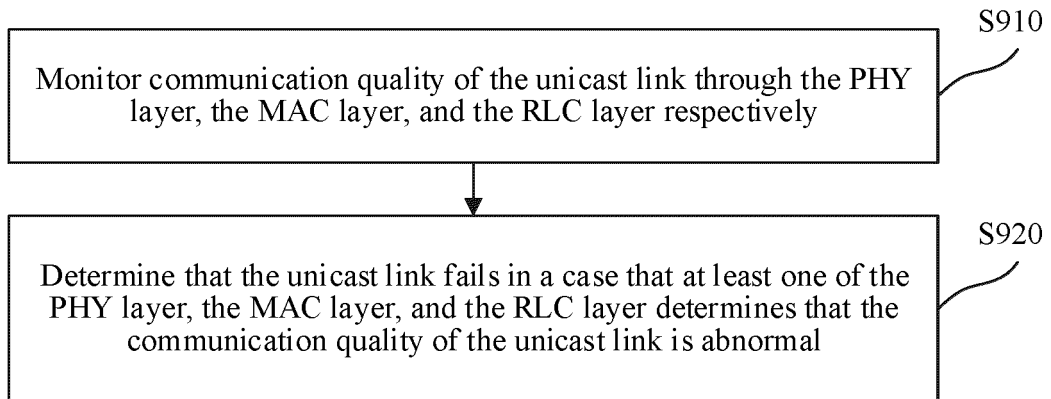 S910
Monitor communication quality of the unicast link through the PHY
layer, the MAC layer, and the RLC layer respectively
S920
Determine that the unicast link fails in a case that at least one of the
PHY layer, the MAC layer, and the RLC layer determines that the
communication quality of the unicast link is abnormal